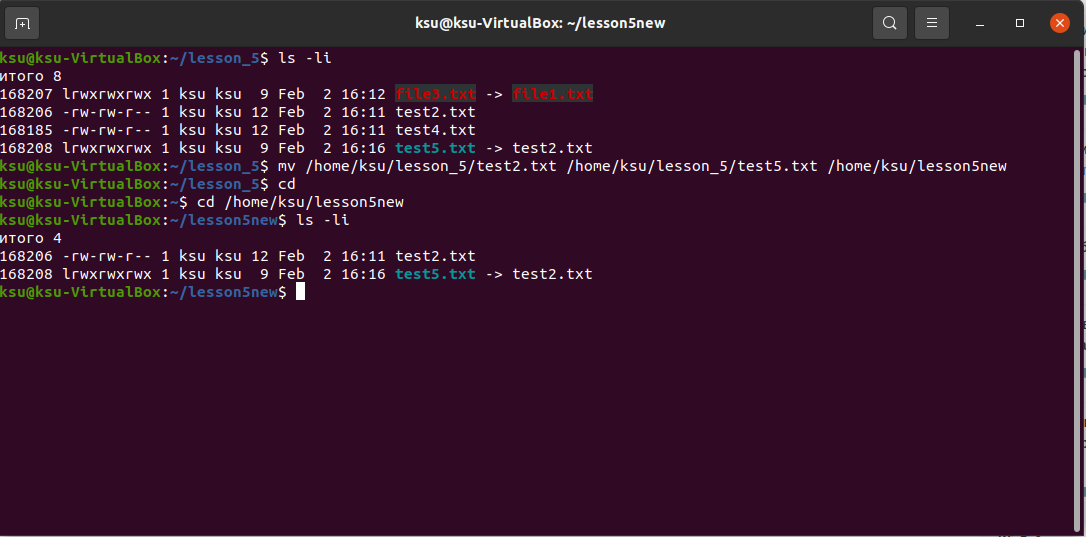 ksu@ksu-VirtualBox: ~/lesson5new
ksu@ksu-VirtualBox:~/lesson_5$ ls -li
итого 8
168207 lrwxrwxrwx 1 ksu ksu  9 Feb  2 16:12 file3.txt -> file1.txt
168206 -rw-rw-r-- 1 ksu ksu 12 Feb  2 16:11 test2.txt
168185 -rw-rw-r-- 1 ksu ksu 12 Feb  2 16:11 test4.txt
168208 lrwxrwxrwx 1 ksu ksu  9 Feb  2 16:16 test5.txt -> test2.txt
ksu@ksu-VirtualBox:~/lesson_5$ mv /home/ksu/lesson_5/test2.txt /home/ksu/lesson_5/test5.txt /home/ksu/lesson5new
ksu@ksu-VirtualBox:~/lesson_5$ cd
ksu@ksu-VirtualBox:~$ cd /home/ksu/lesson5new
ksu@ksu-VirtualBox:~/lesson5new$ ls -li
итого 4
168206 -rw-rw-r-- 1 ksu ksu 12 Feb  2 16:11 test2.txt
168208 lrwxrwxrwx 1 ksu ksu  9 Feb  2 16:16 test5.txt -> test2.txt
ksu@ksu-VirtualBox:~/lesson5new$